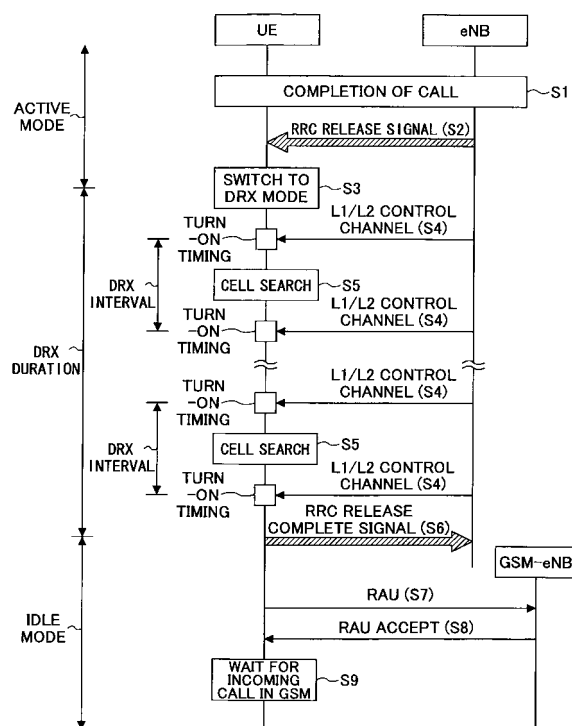 UE
eNB
COMPLETION OF CALL
S1
ACTIVE
MODE
RRC RELEASE SIGNAL (S2)
SWITCH TO
DRX MODE
S3
TURN
-ON
TIMING
L1/L2 CONTROL
CHANNEL (S4)
DRX
INTERVAL
CELL SEARCH
S5
TURN
-ON
TIMING
L1/L2 CONTROL
CHANNEL (S4)
DRX
DURATION
TURN
-ON
TIMING
L1/L2 CONTROL
CHANNEL (S4)
DRX
INTERVAL
CELL SEARCH
S5
TURN
-ON
TIMING
L1/L2 CONTROL
CHANNEL (S4)
RRC RELEASE
COMPLETE SIGNAL (S6)
GSM-eNB
RAU (S7)
IDLE
MODE
RAU ACCEPT (S8)
WAIT FOR
INCOMING
CALL IN GSM
S9